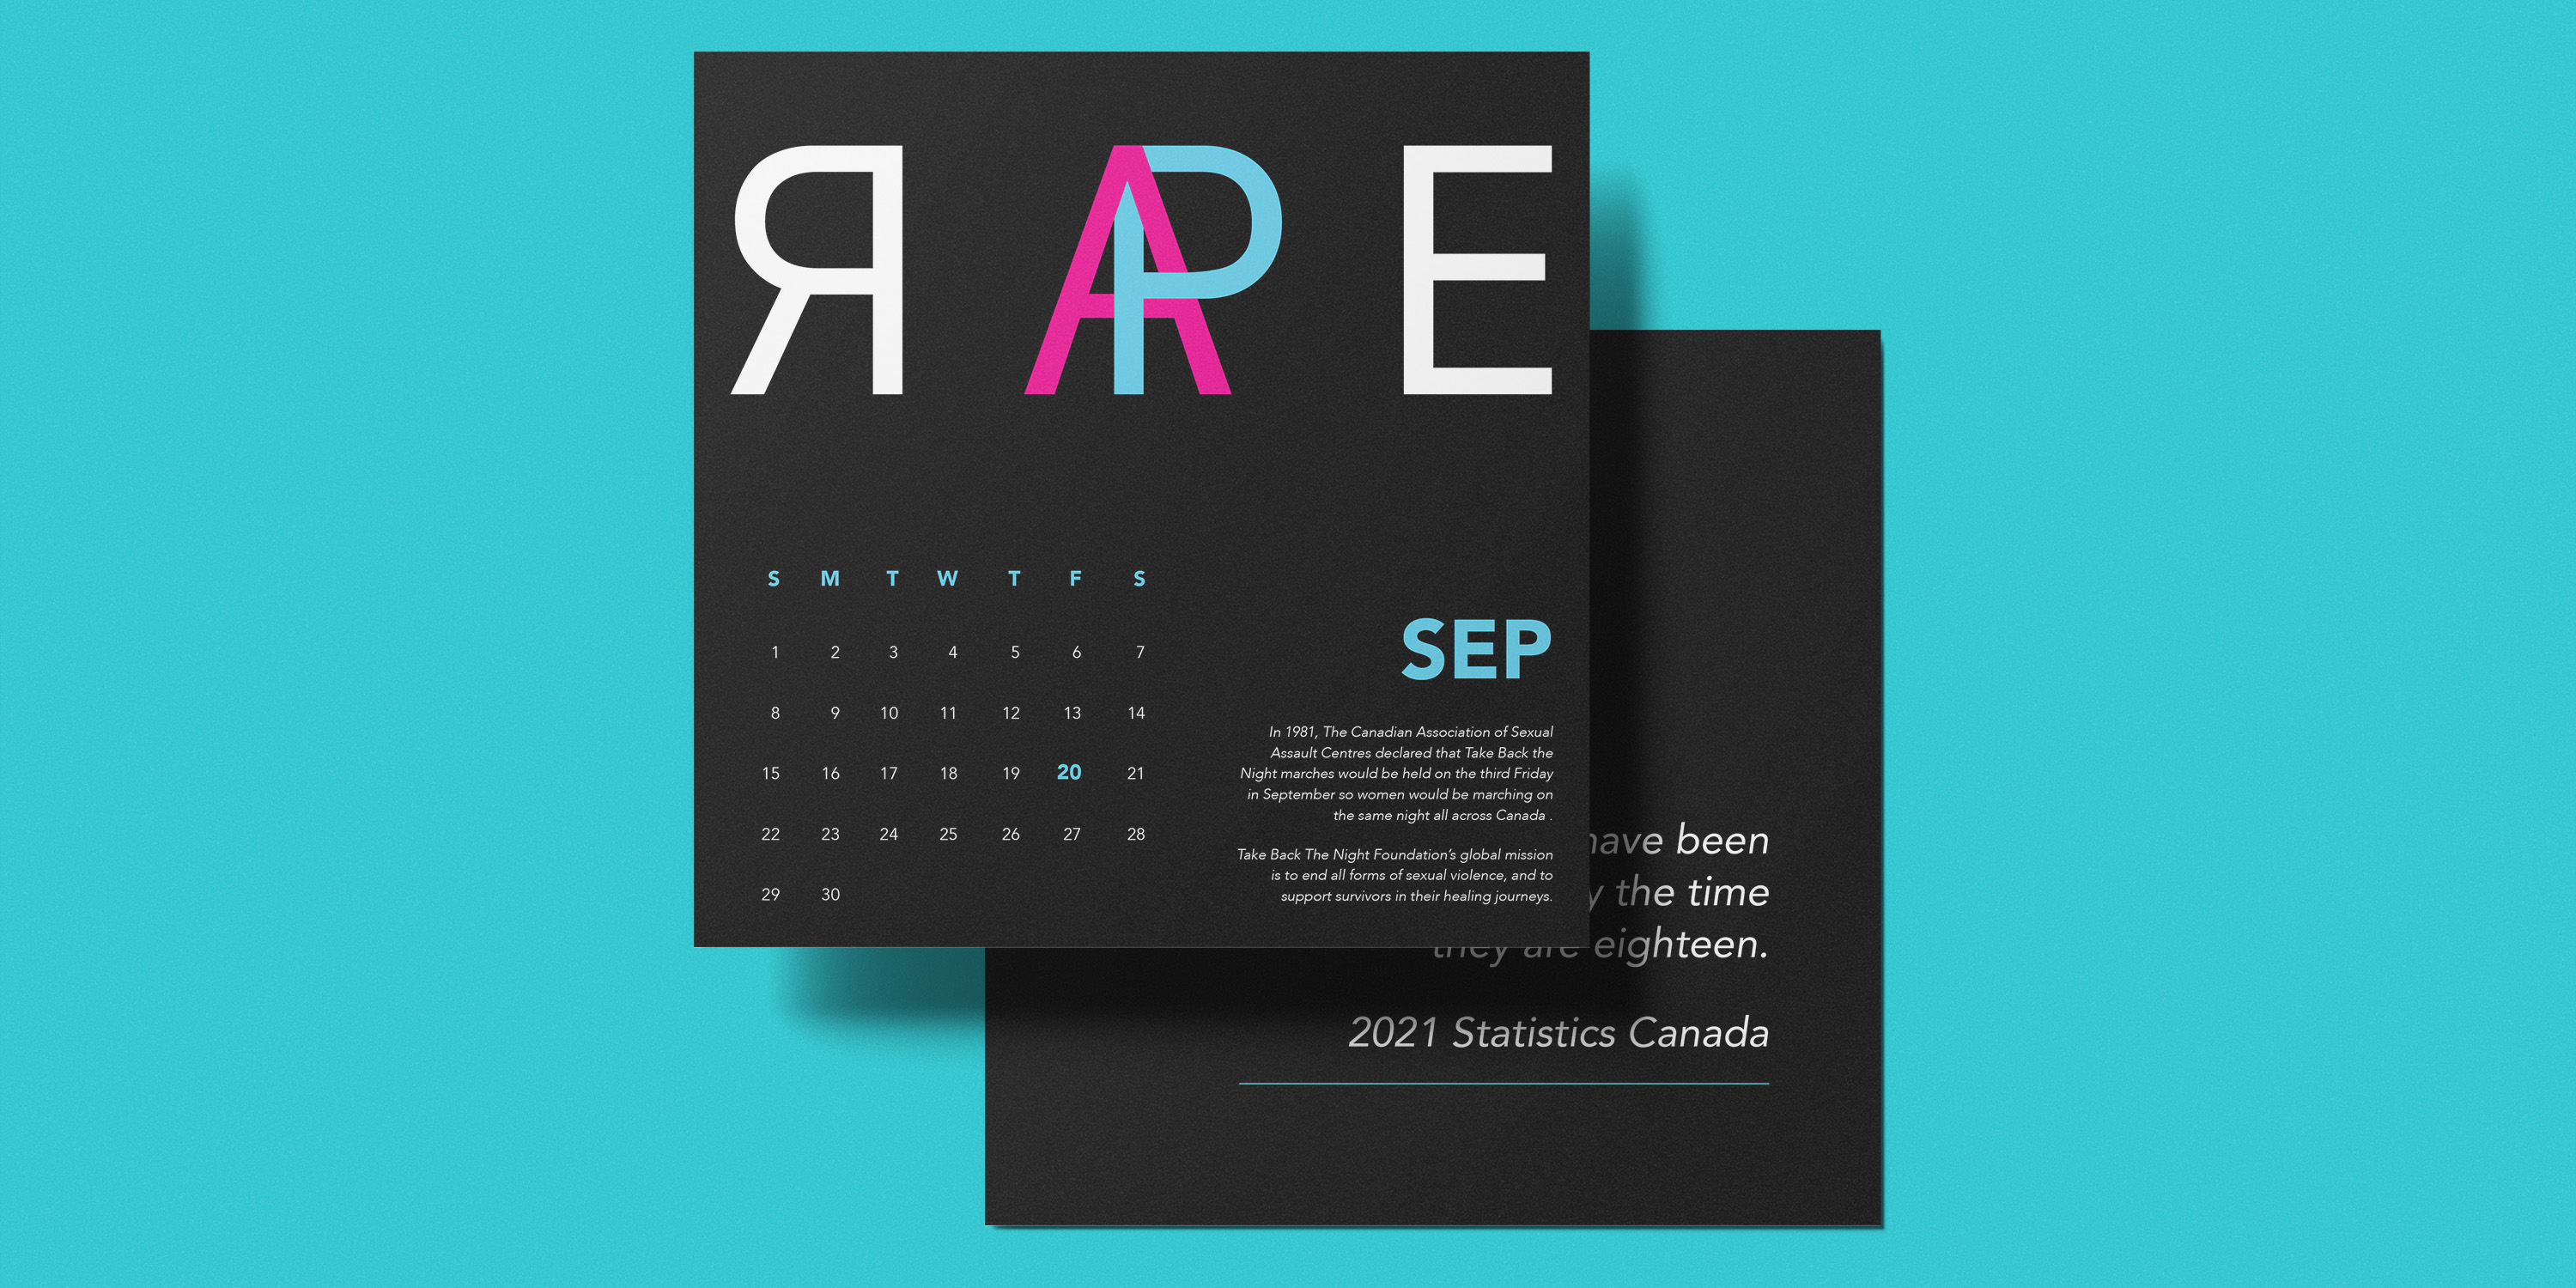 RAPE
S M T W T F S
1 2 3 4 5 6 7
8 9 10 11 12 13 14
15 16 17 18 19 20 21
22 23 24 25 26 27 28
29 30
SEP
In 1981, The Canadian Association of Sexual
Assault Centres declared that Take Back the
Night marches would be held on the third Friday
in September so women would be marching on
the same night all across Canada .
Take Back The Night Foundation’s global mission
is to end all forms of sexual violence, and to
support survivors in their healing journeys.
have been
the time
they are eighteen.
2021 Statistics Canada